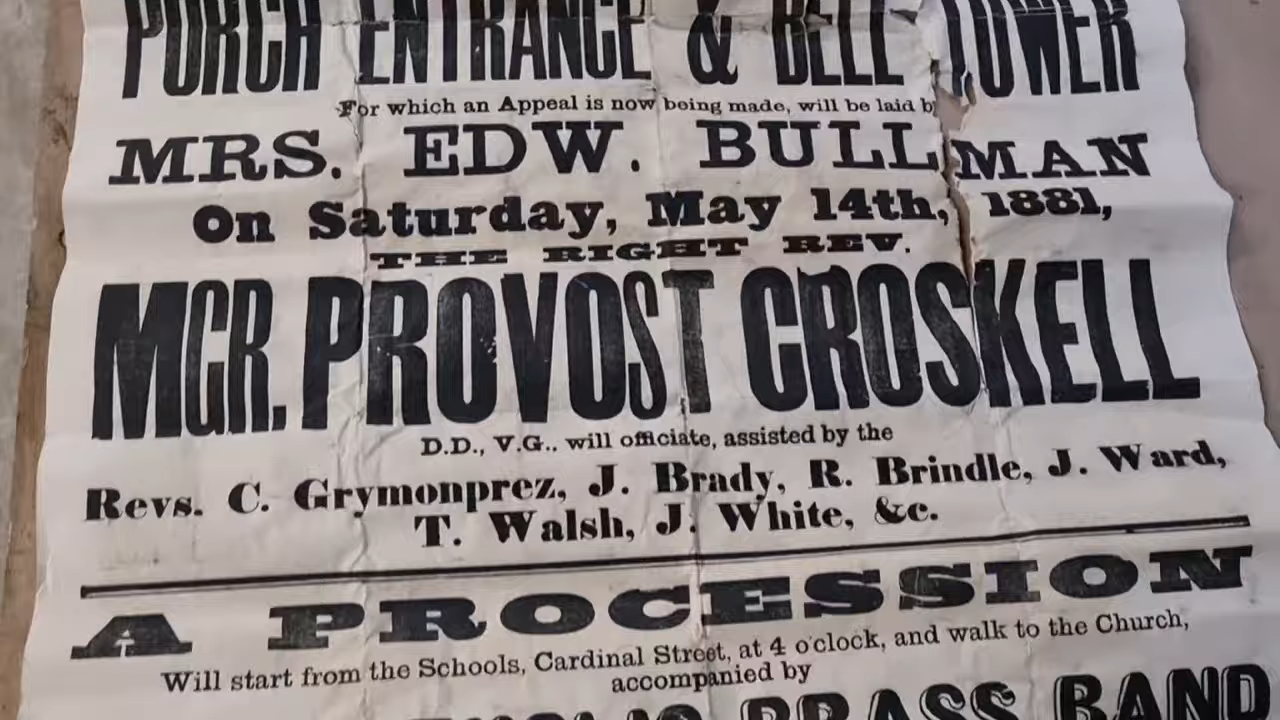 PORCH ENTRANCE & BELL TOWER
For which an Appeal is now being made, will be laid b
MRS. EDW. BULLMAN
On Saturday, May 14th, 1881,
THE RIGHT REV.
MGR. PROVOST CROSKELL
D.D., V.G.. will officiate, assisted by the
Revs. C. Grymonprez, J. Brady, R. Brindle, J. Ward,
T. Walsh, J. White, &c.
A PROCESSION
Will start from the Schools, Cardinal Street, at 4 o'clock, and walk to the Church,
accompanied by
BRASS BAND